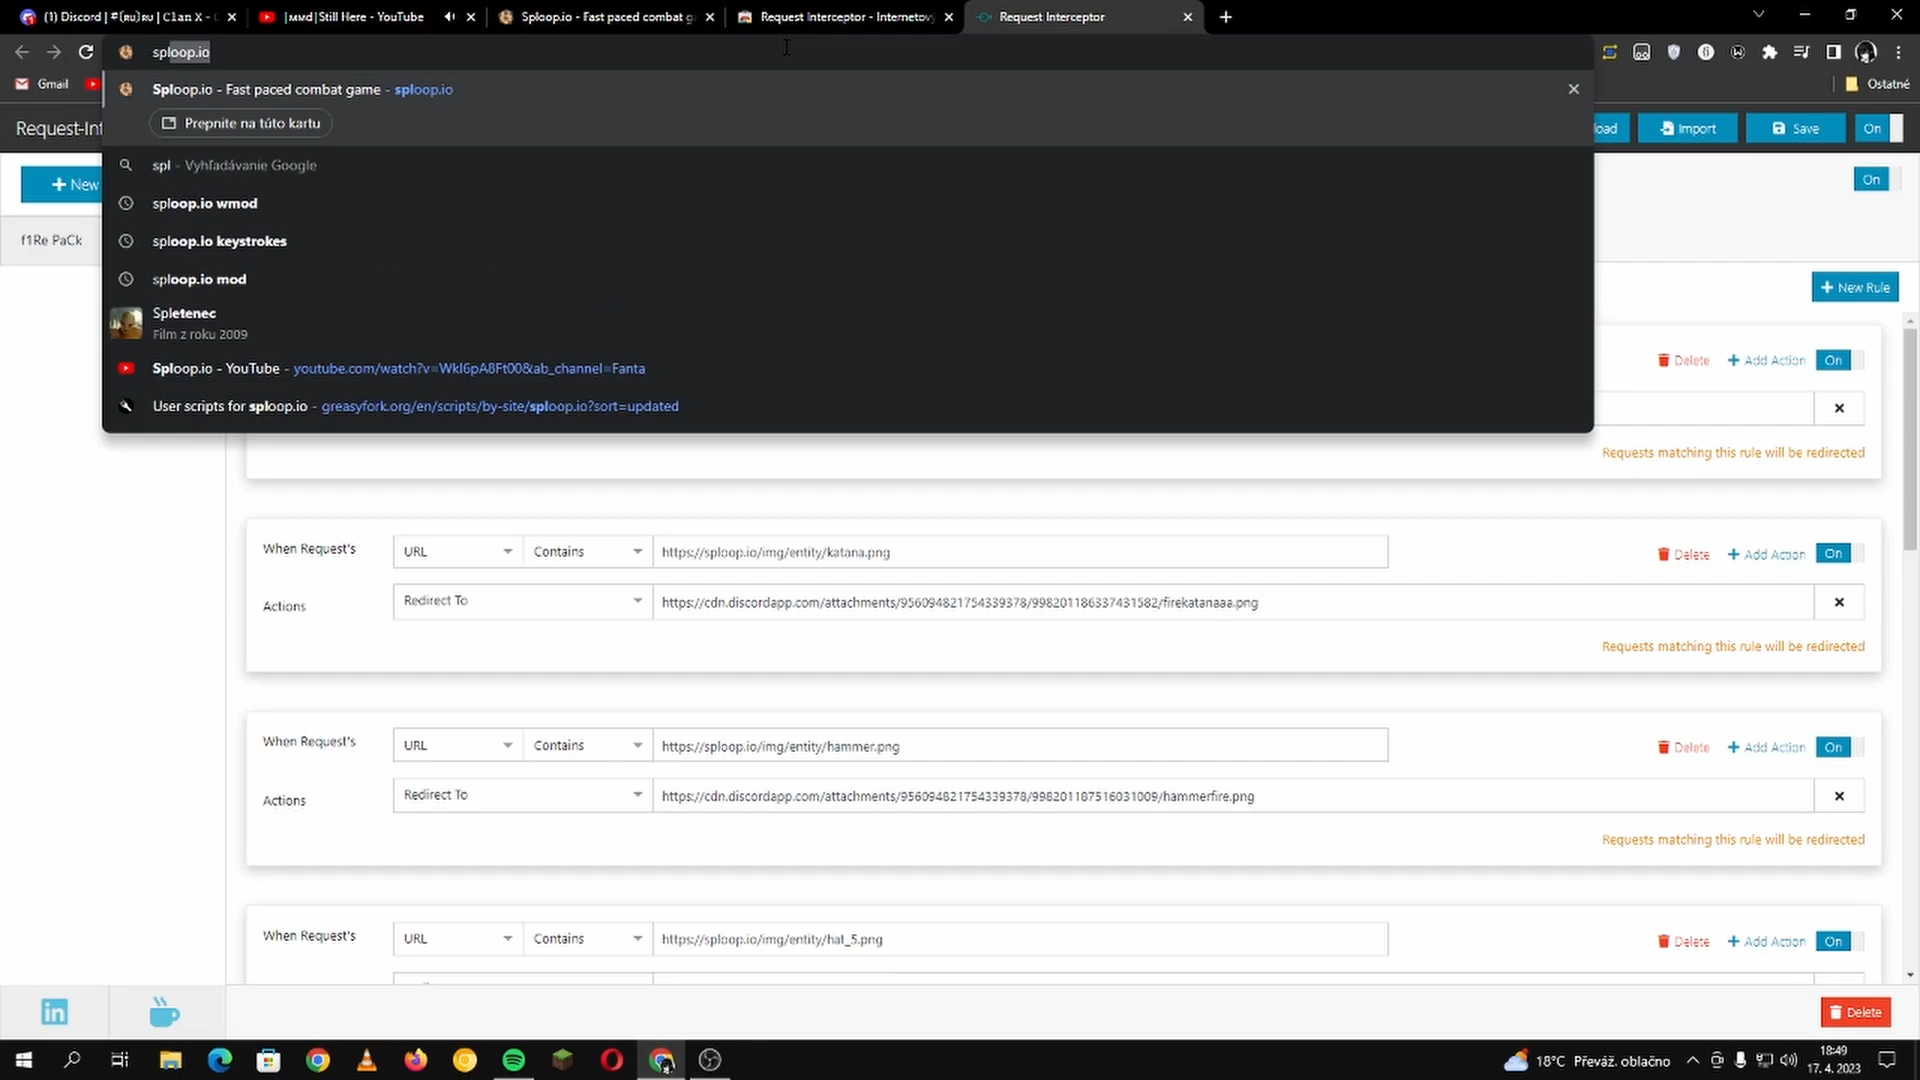 (1) Discord | #(ʀᴜ)ʀᴜ | Clan X -
|ᴍᴍᴅ|Still Here - YouTube
Sploop.io - Fast paced combat g
Request Interceptor - Internetov
Request Interceptor
sploop.io
Gmail
Ostatné
Sploop.io - Fast paced combat game - sploop.io
Prepnite na túto kartu
spl - Vyhľadávanie Google
sploop.io wmod
sploop.io keystrokes
sploop.io mod
Spletenec
Film z roku 2009
Sploop.io - YouTube - youtube.com/watch?v=WkI6pA8Ft00&ab_channel=Fanta
User scripts for sploop.io - greasyfork.org/en/scripts/by-site/sploop.io?sort=updated
Request-Int
oad
Import
Save
On
+ New
On
f1Re PaCk
+ New Rule
Delete + Add Action On
Requests matching this rule will be redirected
When Request's URL Contains https://sploop.io/img/entity/katana.png Delete + Add Action On
Actions Redirect To https://cdn.discordapp.com/attachments/956094821754339378/998201186337431582/firekatanaaa.png
Requests matching this rule will be redirected
When Request's URL Contains https://sploop.io/img/entity/hammer.png Delete + Add Action On
Actions Redirect To https://cdn.discordapp.com/attachments/956094821754339378/998201187516031009/hammerfire.png
Requests matching this rule will be redirected
When Request's URL Contains https://sploop.io/img/entity/hat_5.png Delete + Add Action On
in
Delete
18°C Prevàž. oblačno
18:49
17. 4. 2023